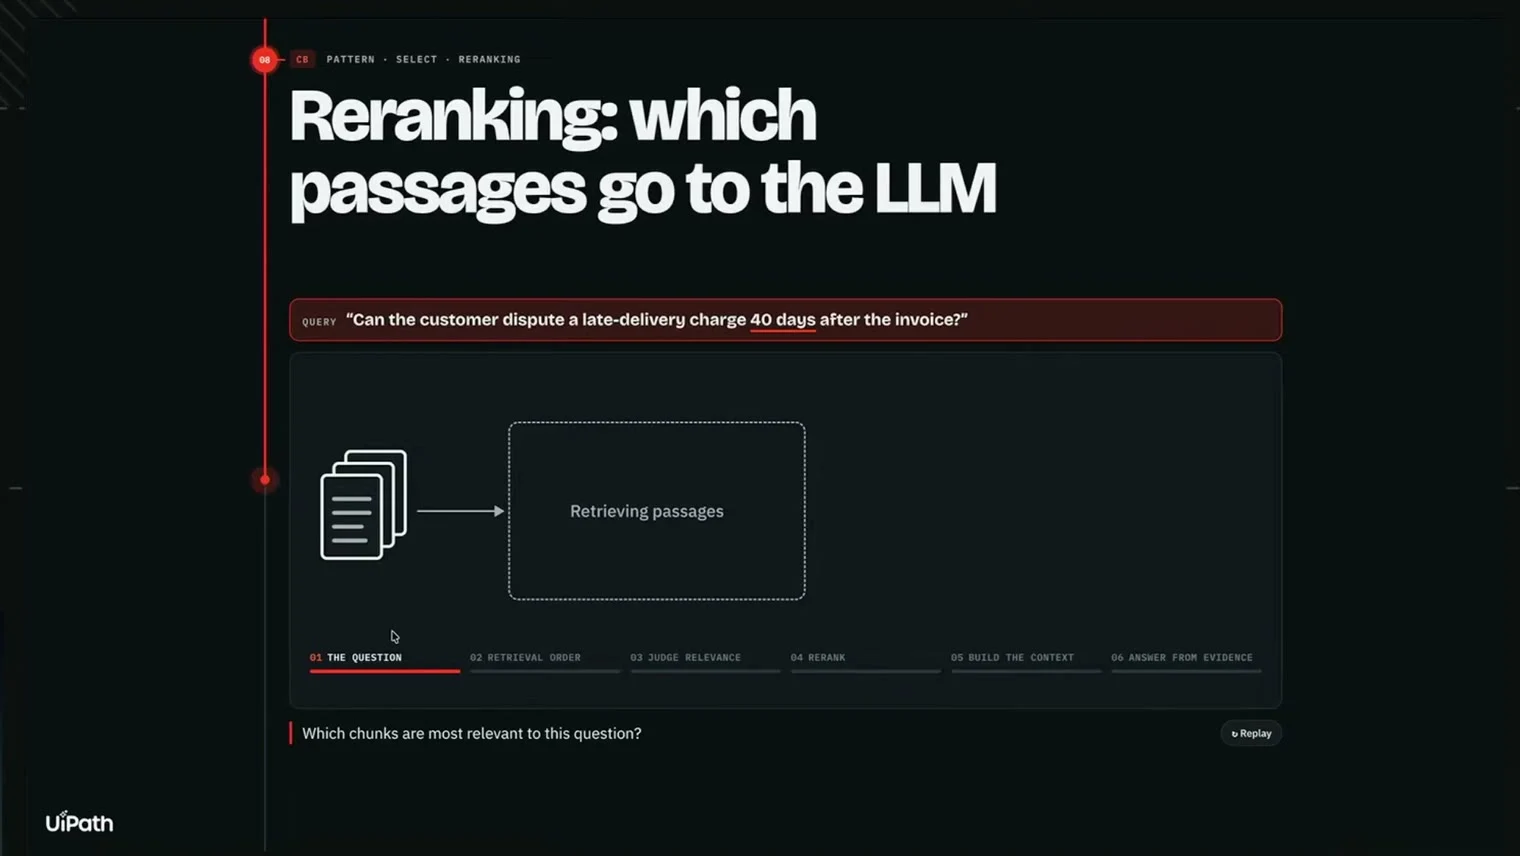 08 CB PATTERN · SELECT · RERANKING
Reranking: which
passages go to the LLM
QUERY “Can the customer dispute a late-delivery charge 40 days after the invoice?”
Retrieving passages
01 THE QUESTION
02 RETRIEVAL ORDER
03 JUDGE RELEVANCE
04 RERANK
05 BUILD THE CONTEXT
06 ANSWER FROM EVIDENCE
Which chunks are most relevant to this question?
↻ Replay
UiPath